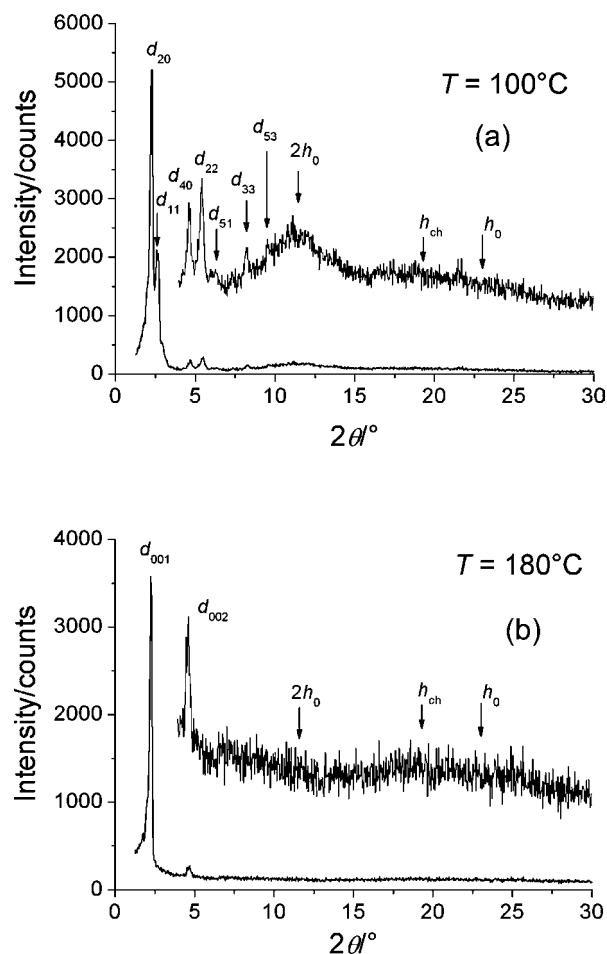 6000
5000
4000
3000
2000
1000
0
Intensity/counts
d20
d11
d40
d22
d51
d33
d53
2h0
hch
h0
T = 100°C
(a)
0 5 10 15 20 25 30
2θ/°
4000
3000
2000
1000
0
Intensity/counts
d001
d002
2h0
hch
h0
T = 180°C
(b)
0 5 10 15 20 25 30
2θ/°